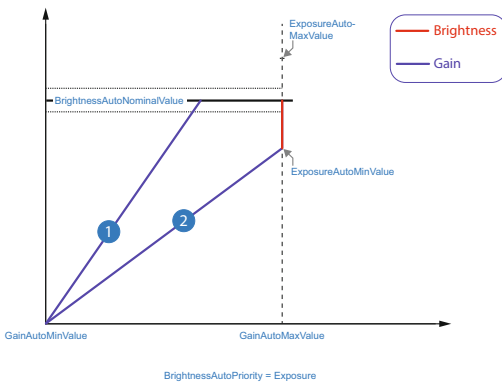 ExposureAuto-
MaxValue
Brightness
Gain
BrightnessAutoNominalValue
ExposureAutoMinValue
1
2
GainAutoMinValue
GainAutoMaxValue
BrightnessAutoPriority = Exposure